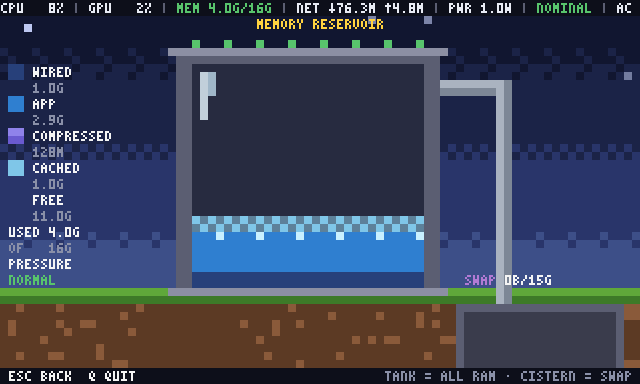 CPU 8% | GPU 2% | MEM 4.0G/16G | NET ↓76.3M ↑4.8M | PWR 1.0W | NOMINAL | AC
MEMORY RESERVOIR
WIRED
1.0G
APP
2.9G
COMPRESSED
128M
CACHED
1.0G
FREE
11.0G
USED 4.0G
OF 16G
PRESSURE
NORMAL
SWAP 0B/15G
ESC BACK Q QUIT
TANK = ALL RAM · CISTERN = SWAP